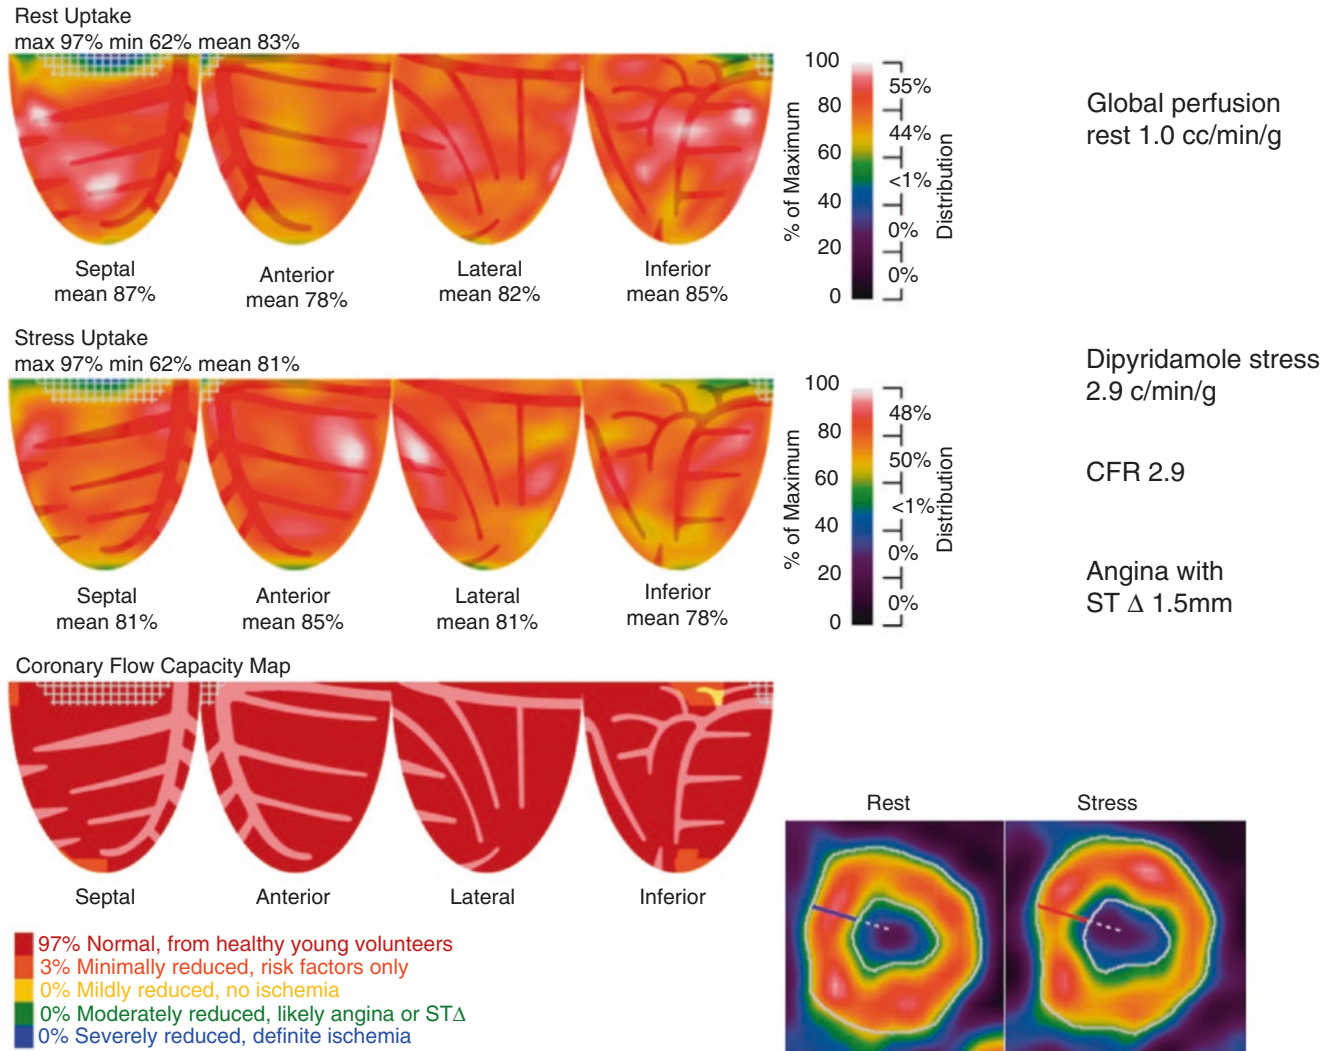 Rest Uptake
max 97% min 62% mean 83%
Septal
mean 87%
Anterior
mean 78%
Lateral
mean 82%
Inferior
mean 85%
100
80
60
40
20
0
% of Maximum
55%
44%
<1%
0%
0%
Distribution
Global perfusion
rest 1.0 cc/min/g
Stress Uptake
max 97% min 62% mean 81%
Septal
mean 81%
Anterior
mean 85%
Lateral
mean 81%
Inferior
mean 78%
100
80
60
40
20
0
% of Maximum
48%
50%
<1%
0%
0%
Distribution
Dipyridamole stress
2.9 c/min/g
CFR 2.9
Angina with
ST Δ 1.5mm
Coronary Flow Capacity Map
Septal
Anterior
Lateral
Inferior
97% Normal, from healthy young volunteers
3% Minimally reduced, risk factors only
0% Mildly reduced, no ischemia
0% Moderately reduced, likely angina or STΔ
0% Severely reduced, definite ischemia
Rest
Stress